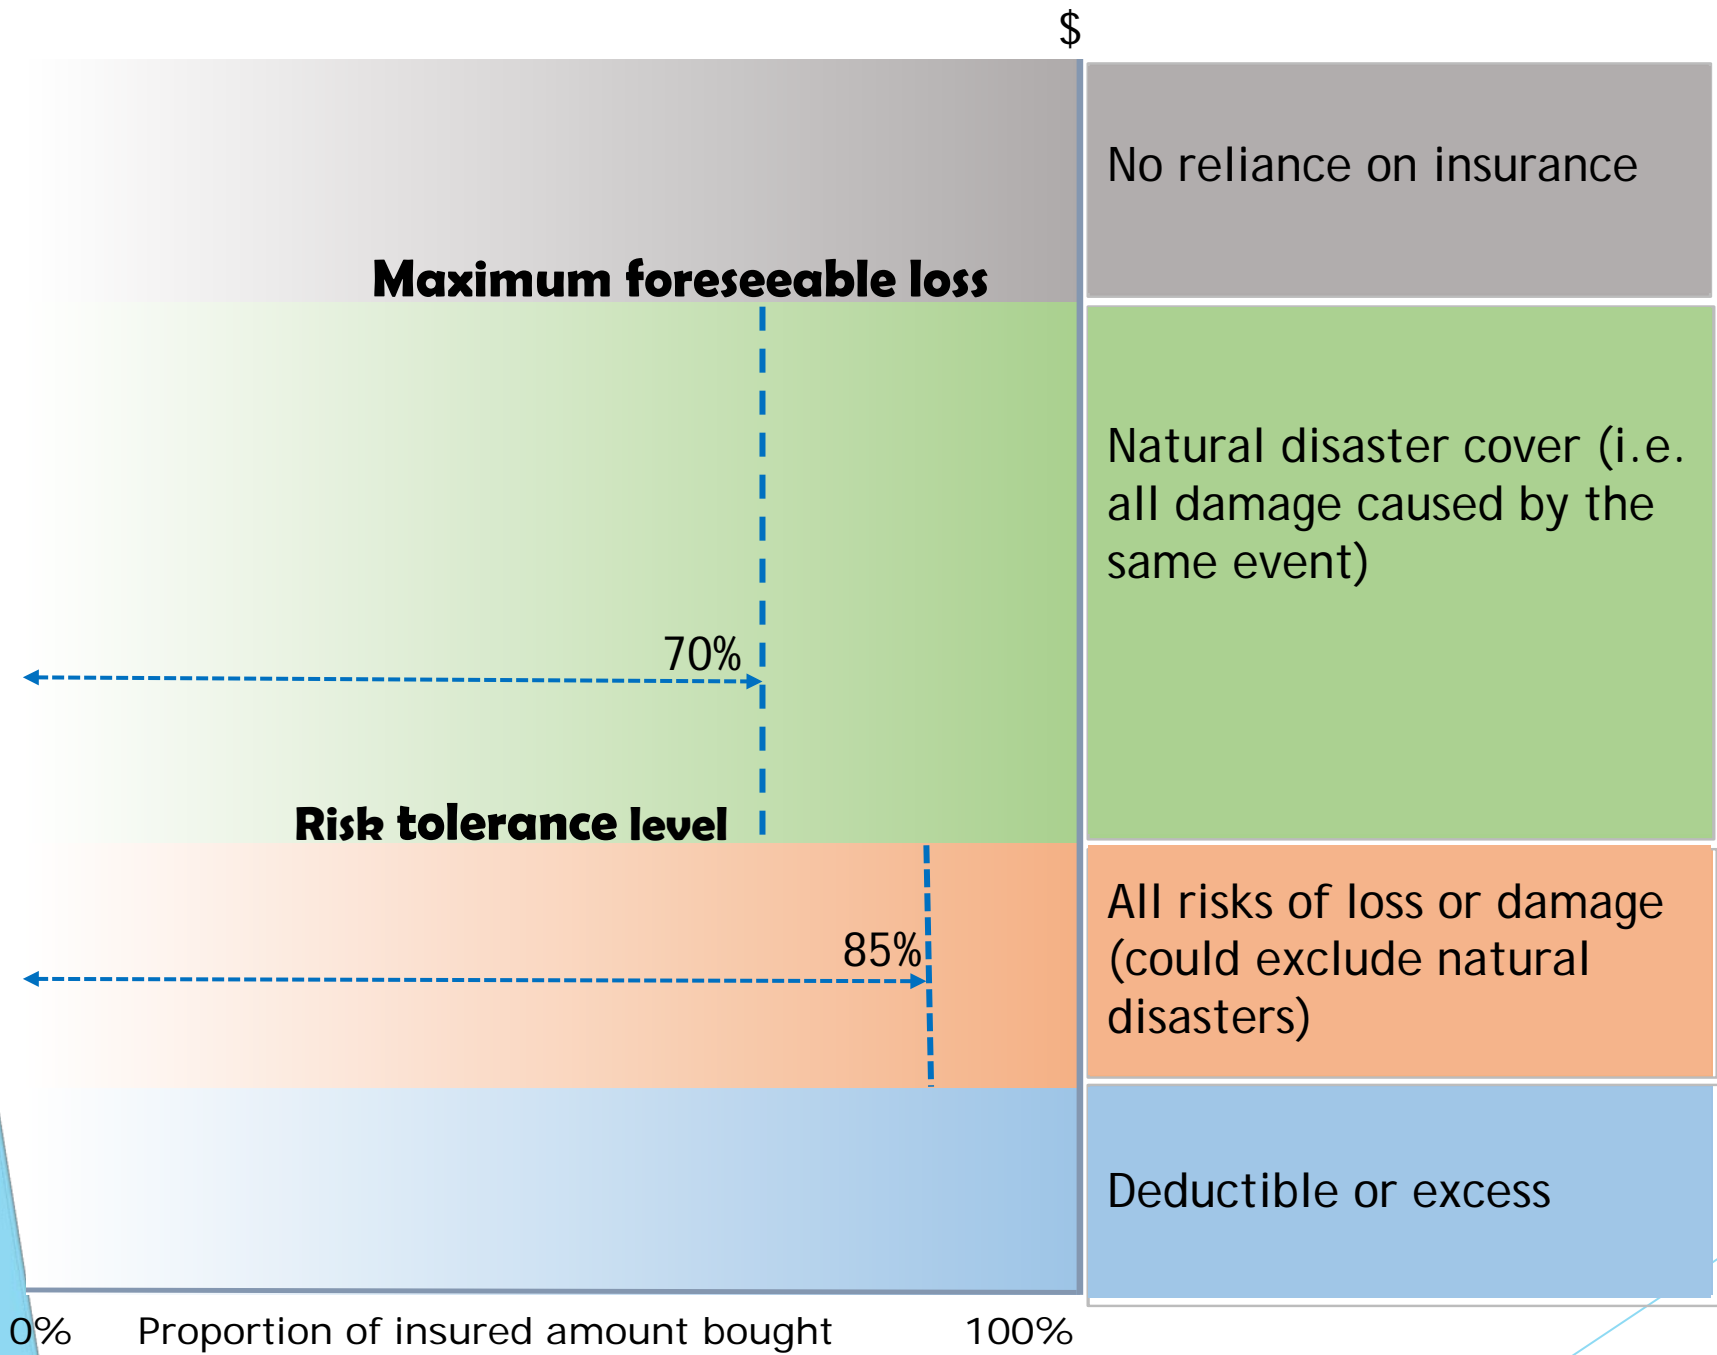 $
No reliance on insurance
Maximum foreseeable loss
Natural disaster cover (i.e.
all damage caused by the
same event)
70%
Risk tolerance level
All risks of loss or damage
(could exclude natural
disasters)
85%
Deductible or excess
0% Proportion of insured amount bought 100%